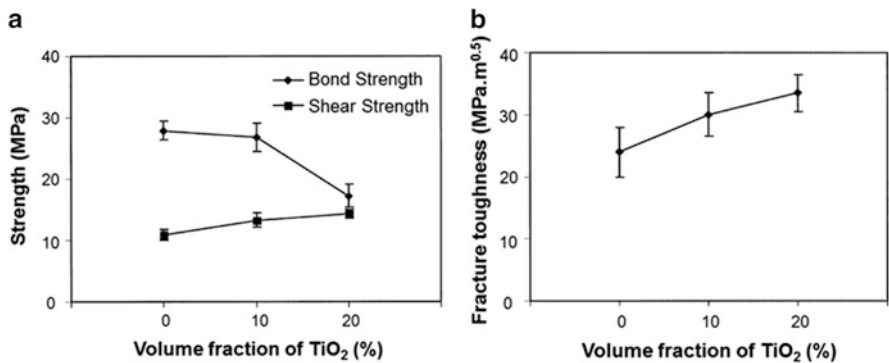 a
40
30
20
10
0
Strength (MPa)
Bond Strength
Shear Strength
0 10 20
Volume fraction of TiO₂ (%)
b
40
30
20
10
0
Fracture toughness (MPa.m⁰·⁵)
0 10 20
Volume fraction of TiO₂ (%)